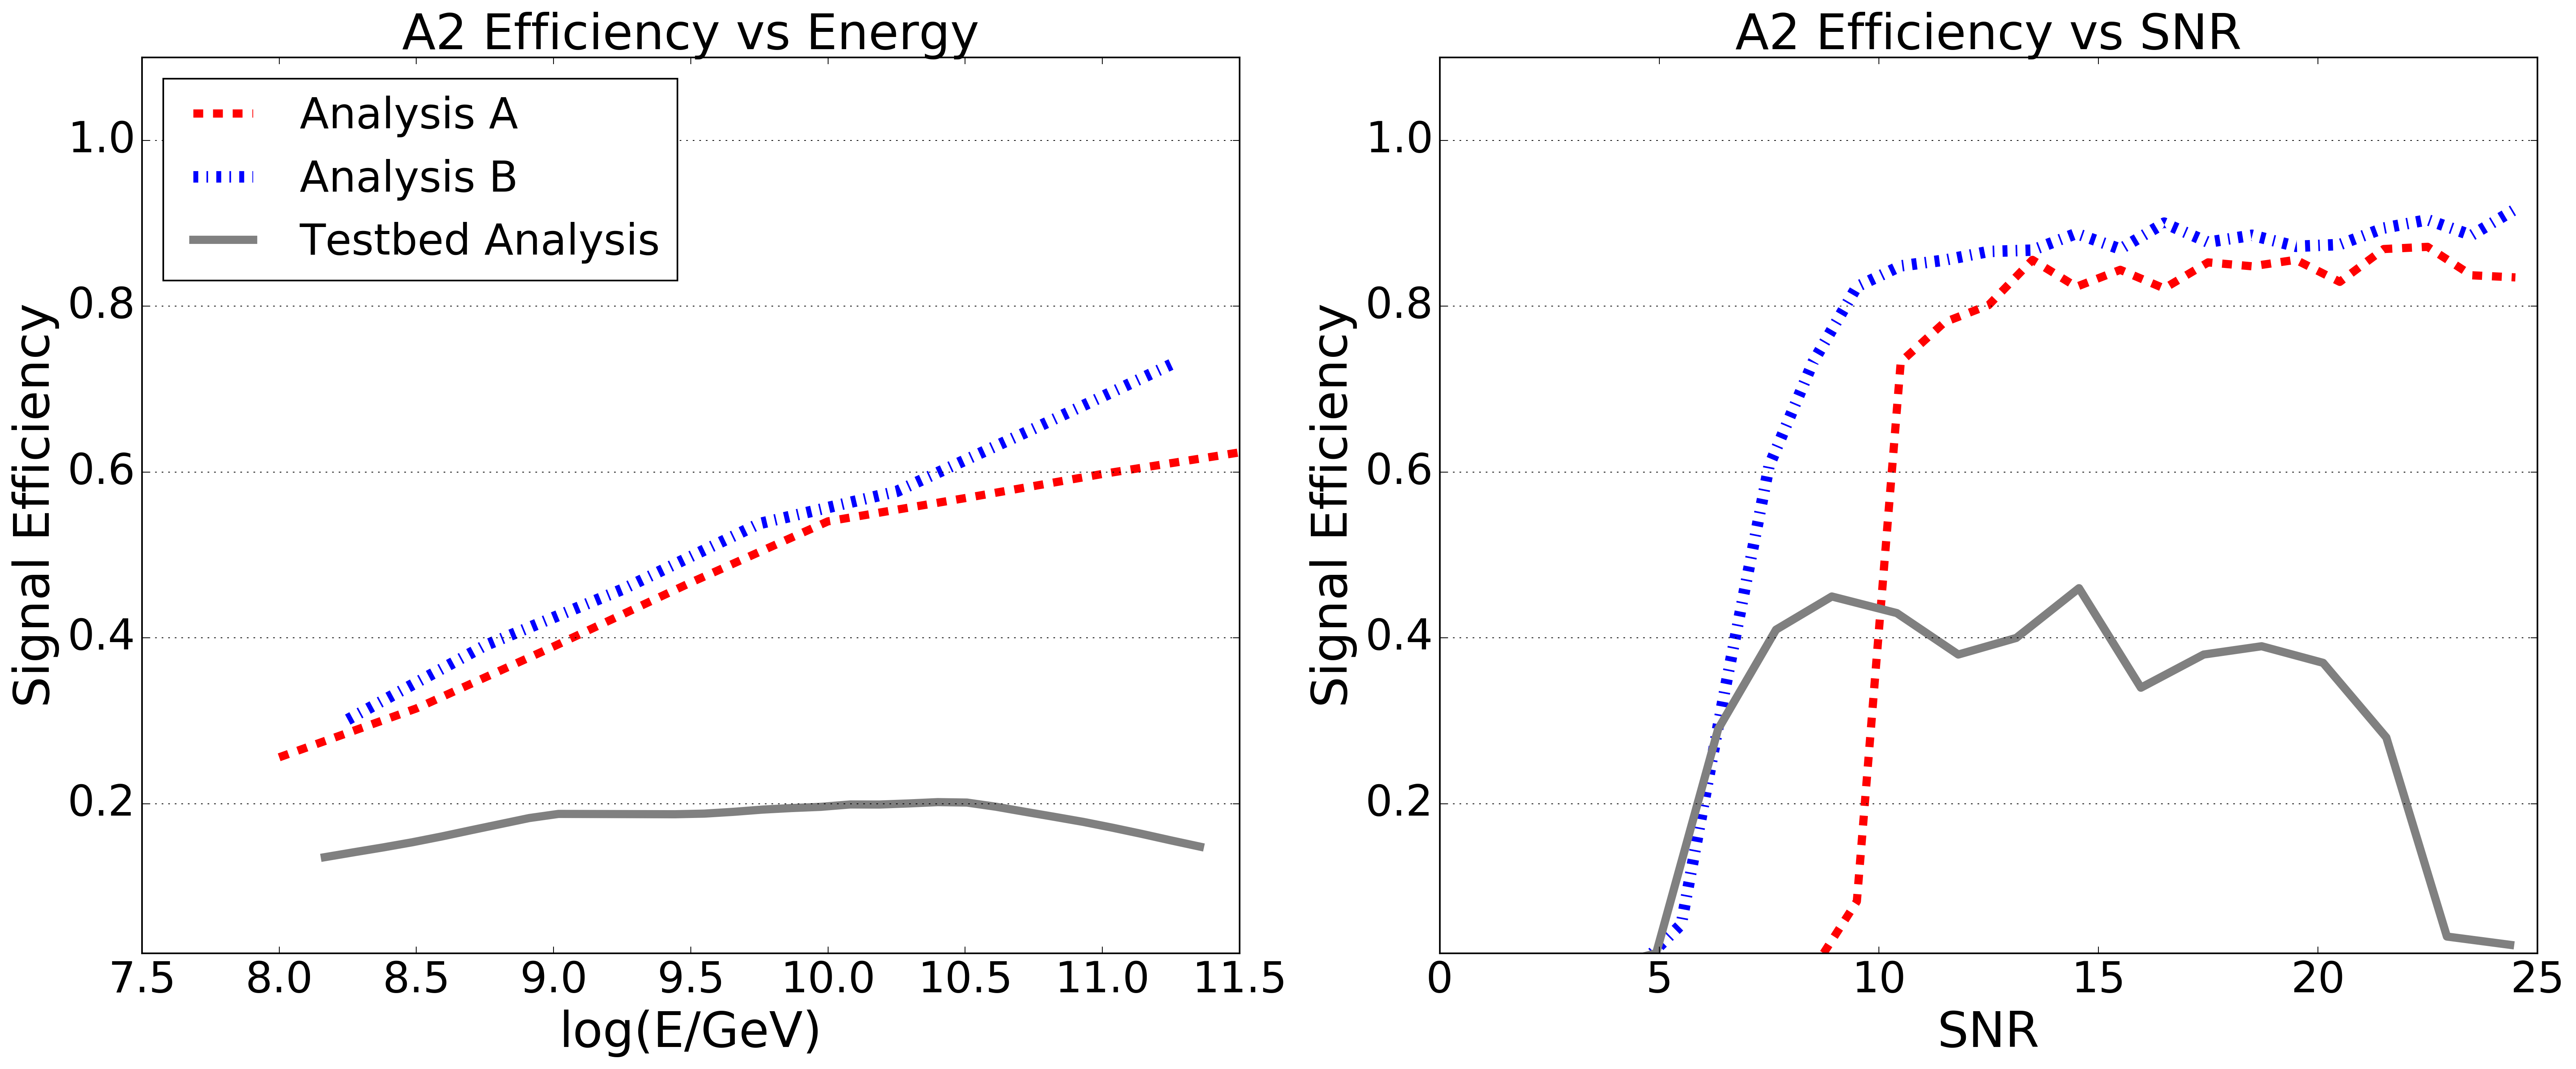 A2 Efficiency vs Energy
Analysis A
Analysis B
Testbed Analysis
1.0
0.8
0.6
0.4
0.2
Signal Efficiency
7.5 8.0 8.5 9.0 9.5 10.0 10.5 11.0 11.5
log(E/GeV)
A2 Efficiency vs SNR
1.0
0.8
0.6
0.4
0.2
Signal Efficiency
0 5 10 15 20 25
SNR